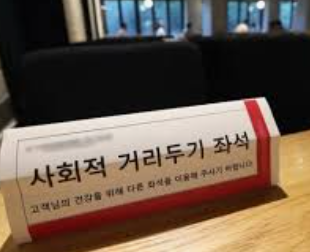 사회적 거리두기 좌석
고객님의 건강을 위해 다른 좌석을 이용해 주시기 바랍니다